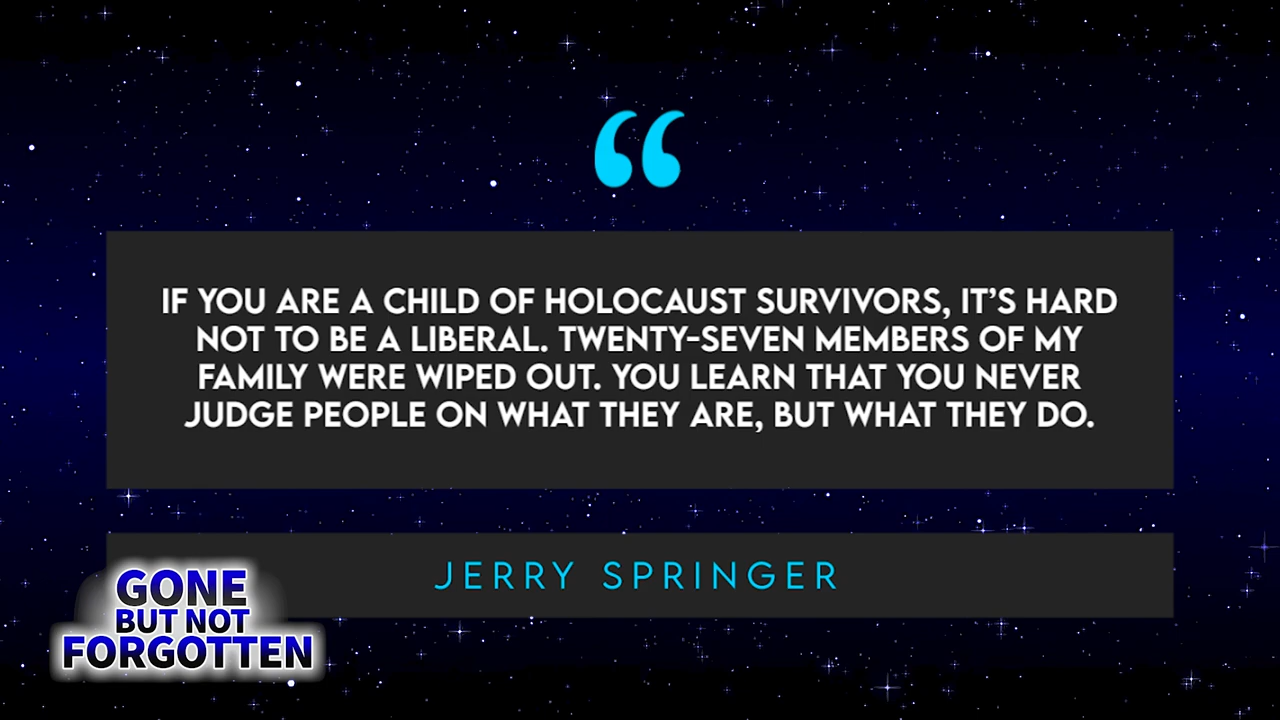 “
IF YOU ARE A CHILD OF HOLOCAUST SURVIVORS, IT’S HARD
NOT TO BE A LIBERAL. TWENTY-SEVEN MEMBERS OF MY
FAMILY WERE WIPED OUT. YOU LEARN THAT YOU NEVER
JUDGE PEOPLE ON WHAT THEY ARE, BUT WHAT THEY DO.
JERRY SPRINGER
GONE
BUT NOT
FORGOTTEN